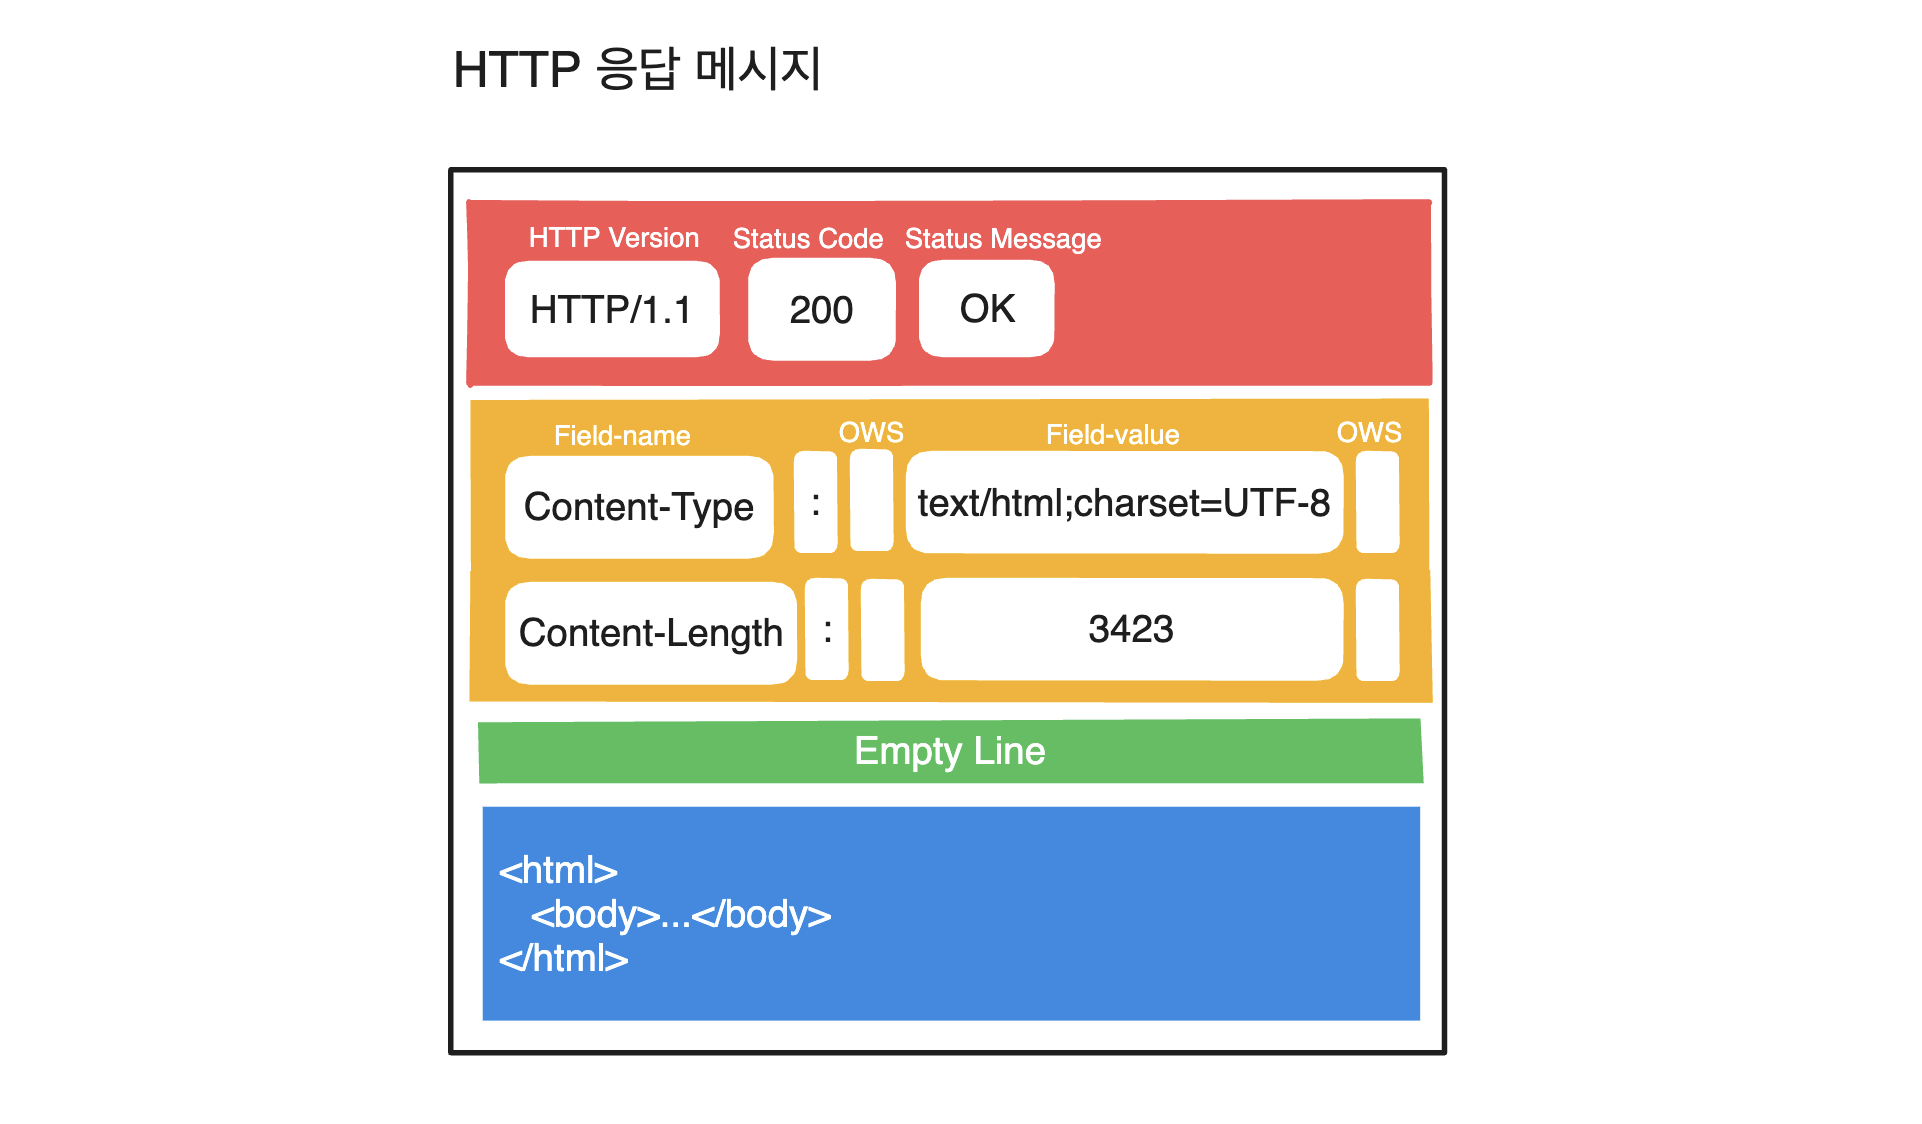 HTTP 응답 메시지
HTTP Version Status Code Status Message
HTTP/1.1 200 OK
Field-name OWS Field-value OWS
Content-Type : text/html;charset=UTF-8
Content-Length : 3423
Empty Line
<html>
<body>...</body>
</html>